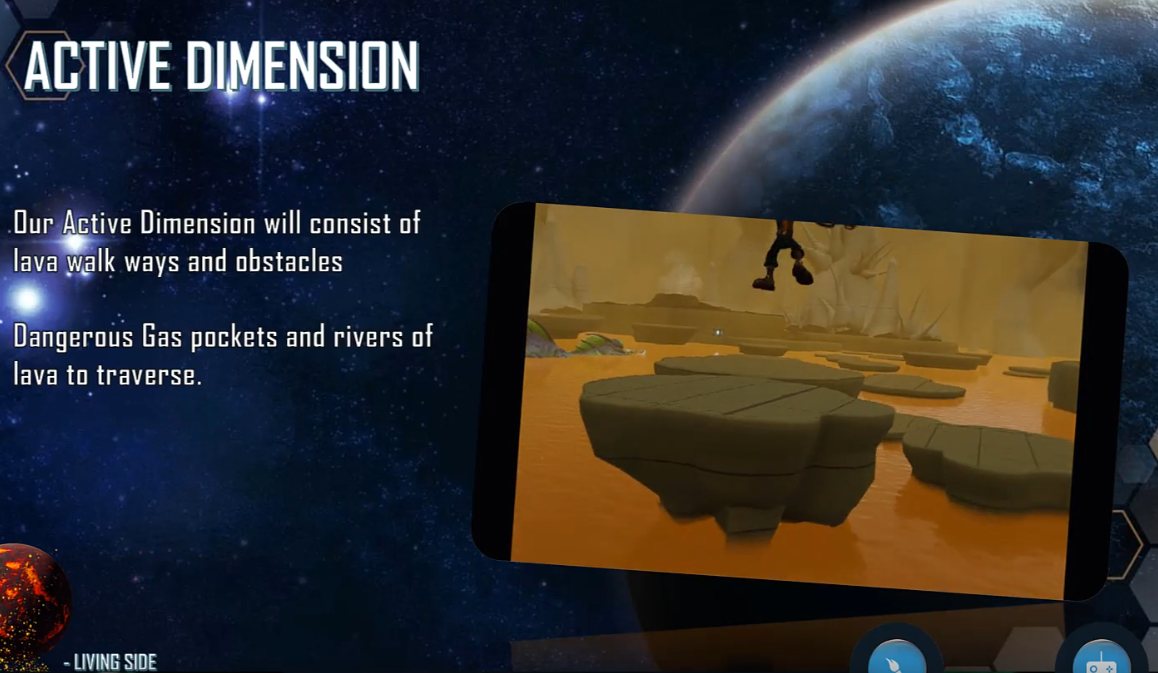 ACTIVE DIMENSION
Our Active Dimension will consist of
lava walk ways and obstacles
Dangerous Gas pockets and rivers of
lava to traverse.
- LIVING SIDE